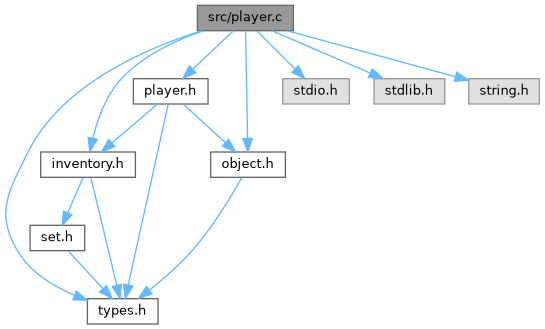 src/player.c
player.h
stdio.h
stdlib.h
string.h
inventory.h
object.h
set.h
types.h